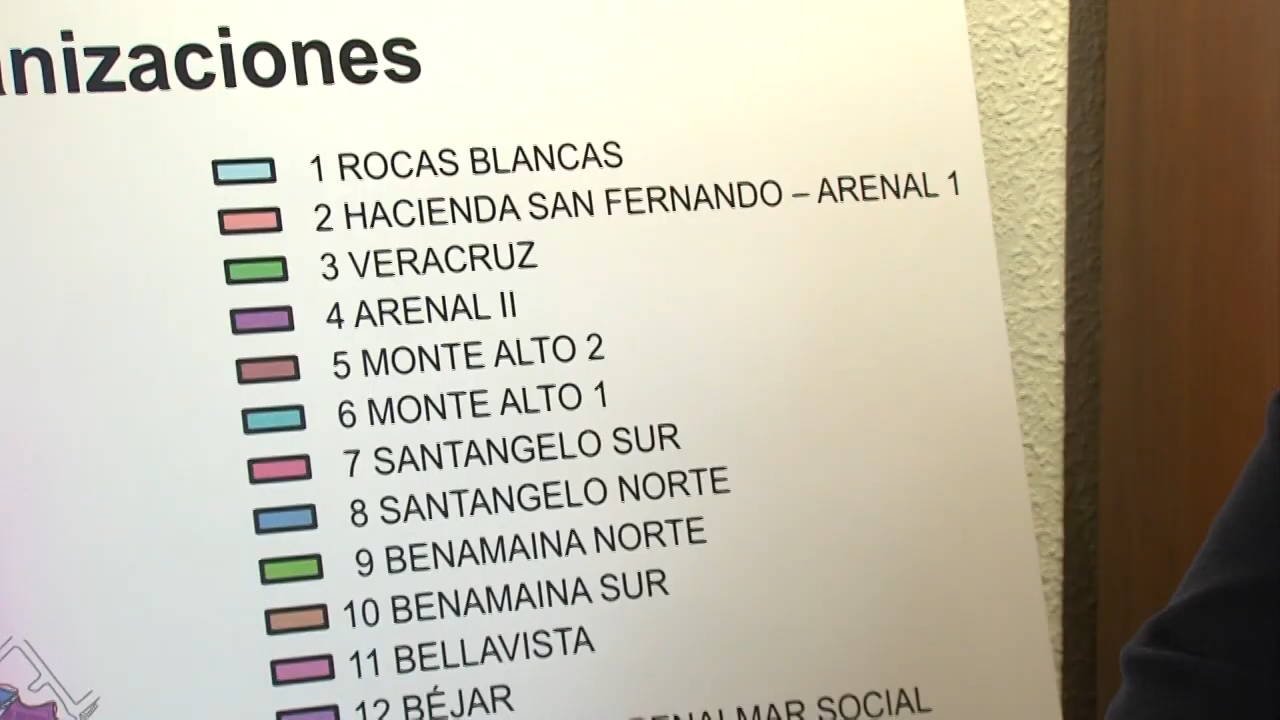 1 ROCAS BLANCAS
2 HACIENDA SAN FERNANDO – ARENAL 1
3 VERACRUZ
4 ARENAL II
5 MONTE ALTO 2
6 MONTE ALTO 1
7 SANTANGELO SUR
8 SANTANGELO NORTE
9 BENAMAINA NORTE
10 BENAMAINA SUR
11 BELLAVISTA
12 BÉJAR
SOCIAL